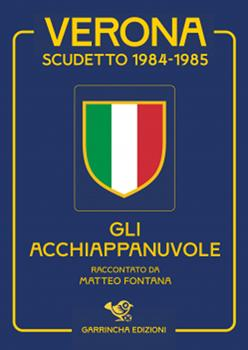 VERONA
SCUDETTO 1984-1985
GLI
ACCHIAPPANUVOLE
RACCONTATO DA
MATTEO FONTANA
GARRINCHA EDIZIONI